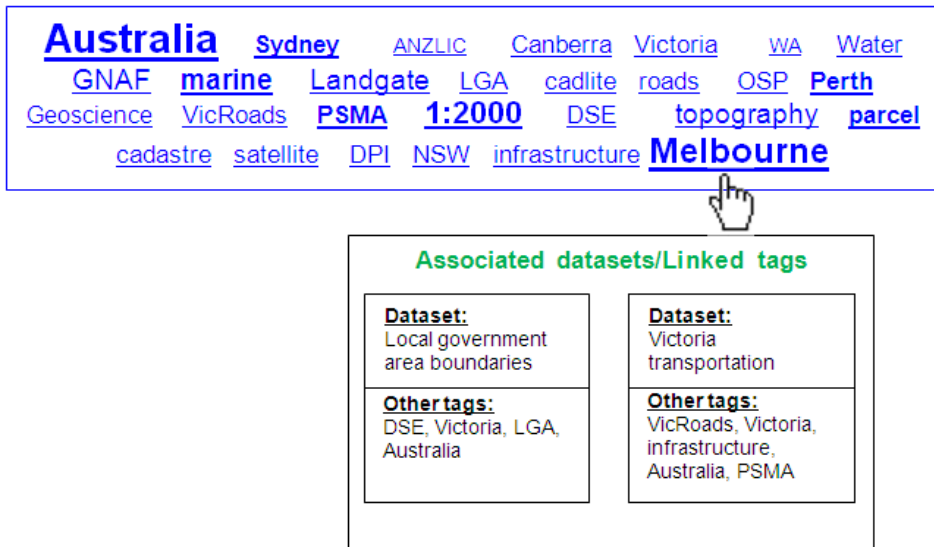 Australia Sydney ANZLIC Canberra Victoria WA Water
GNAF marine Landgate LGA cadlite roads OSP Perth
Geoscience VicRoads PSMA 1:2000 DSE topography parcel
cadastre satellite DPI NSW infrastructure Melbourne
Associated datasets/Linked tags
Dataset:
Local government
area boundaries
Other tags:
DSE, Victoria, LGA,
Australia
Dataset:
Victoria
transportation
Other tags:
VicRoads, Victoria,
infrastructure,
Australia, PSMA